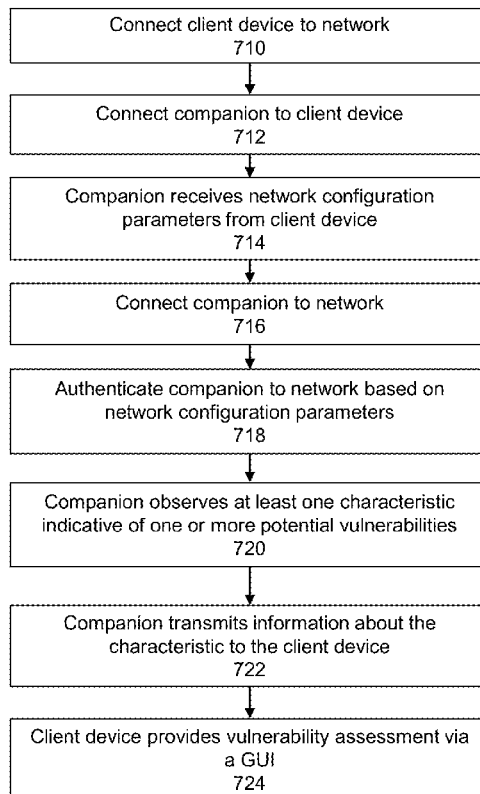 Connect client device to network
710
Connect companion to client device
712
Companion receives network configuration
parameters from client device
714
Connect companion to network
716
Authenticate companion to network based on
network configuration parameters
718
Companion observes at least one characteristic
indicative of one or more potential vulnerabilities
720
Companion transmits information about the
characteristic to the client device
722
Client device provides vulnerability assessment via
a GUI
724